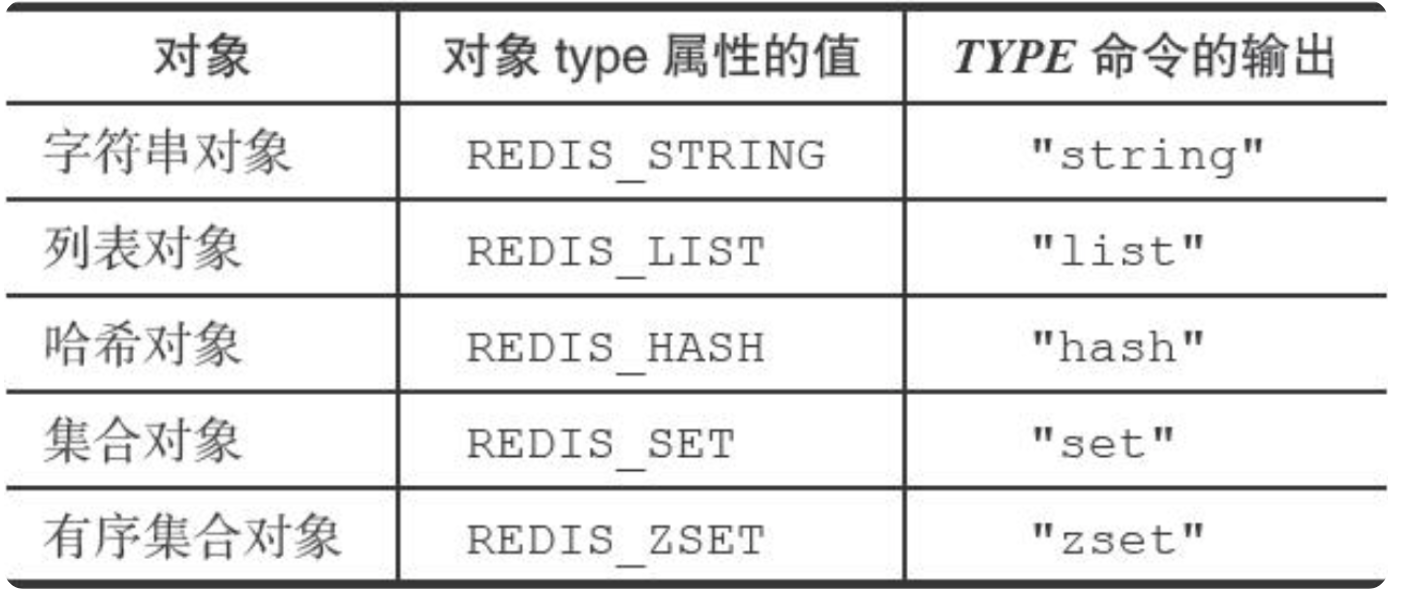 对象 对象 type 属性的值 TYPE 命令的输出
字符串对象 REDIS_STRING "string"
列表对象 REDIS_LIST "list"
哈希对象 REDIS_HASH "hash"
集合对象 REDIS_SET "set"
有序集合对象 REDIS_ZSET "zset"